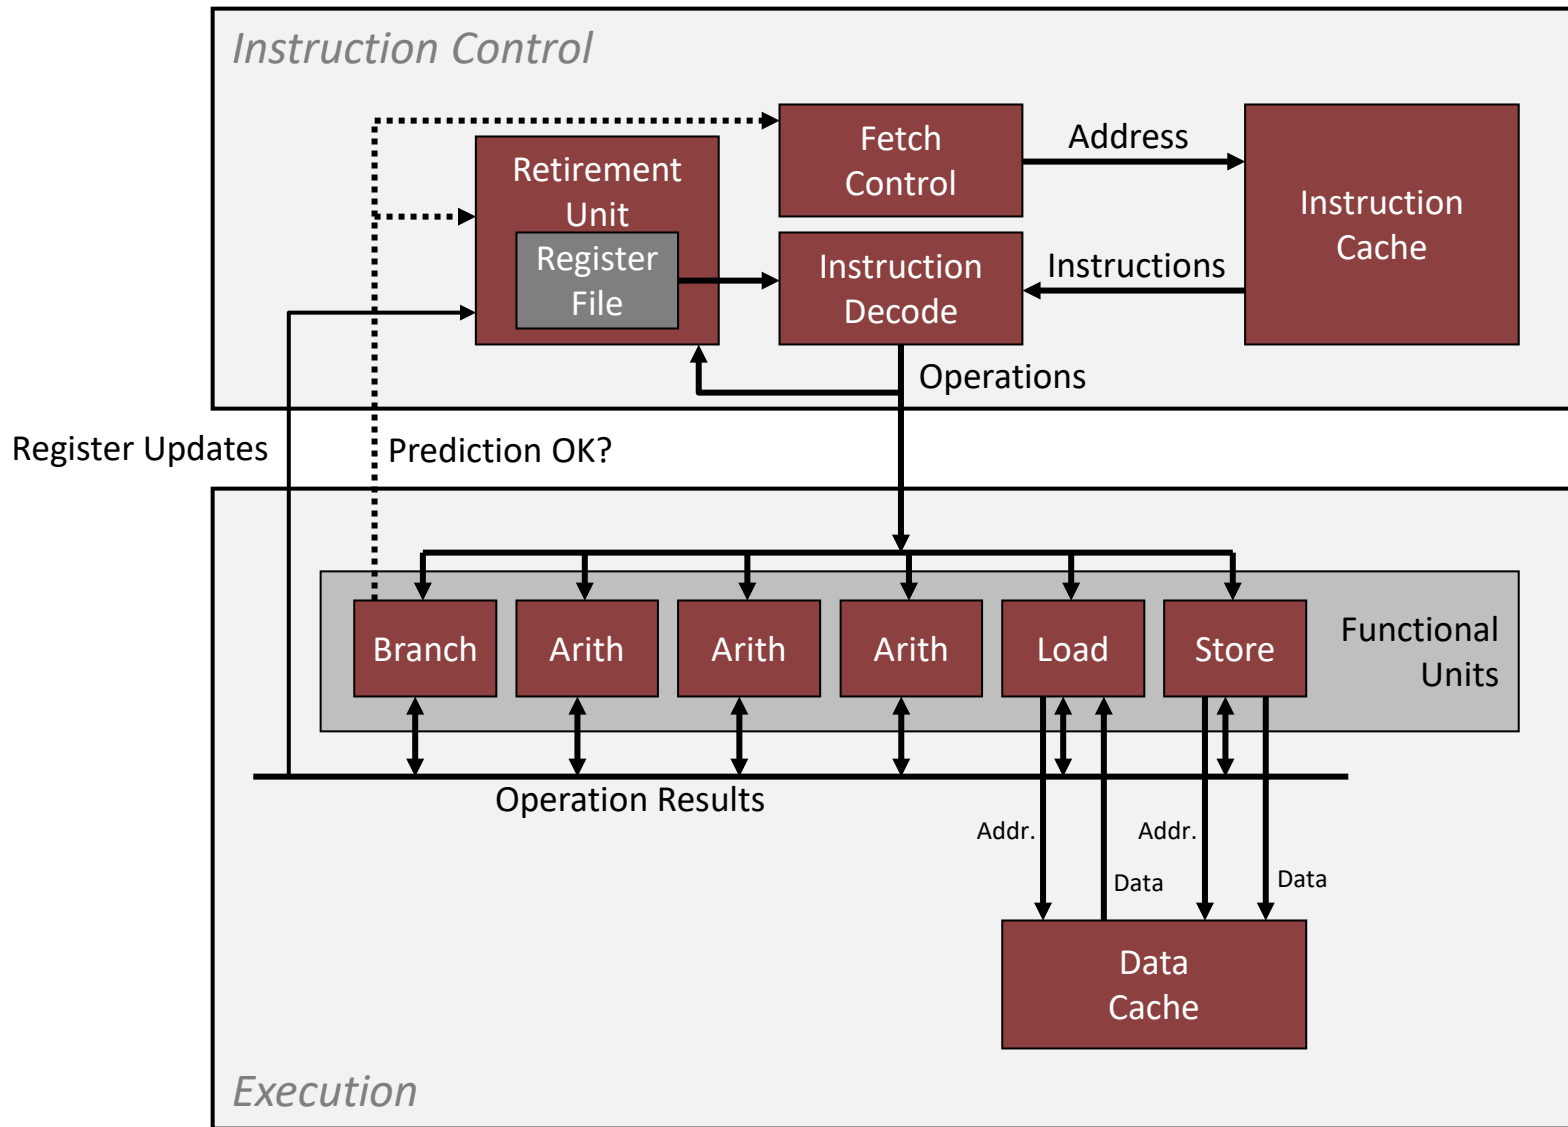 Instruction Control
Retirement
Unit
Register
File
Fetch
Control
Address
Instruction
Cache
Instruction
Decode
Instructions
Operations
Register Updates
Prediction OK?
Functional
Units
Branch
Arith
Arith
Arith
Load
Store
Operation Results
Addr.
Addr.
Data
Data
Data
Cache
Execution